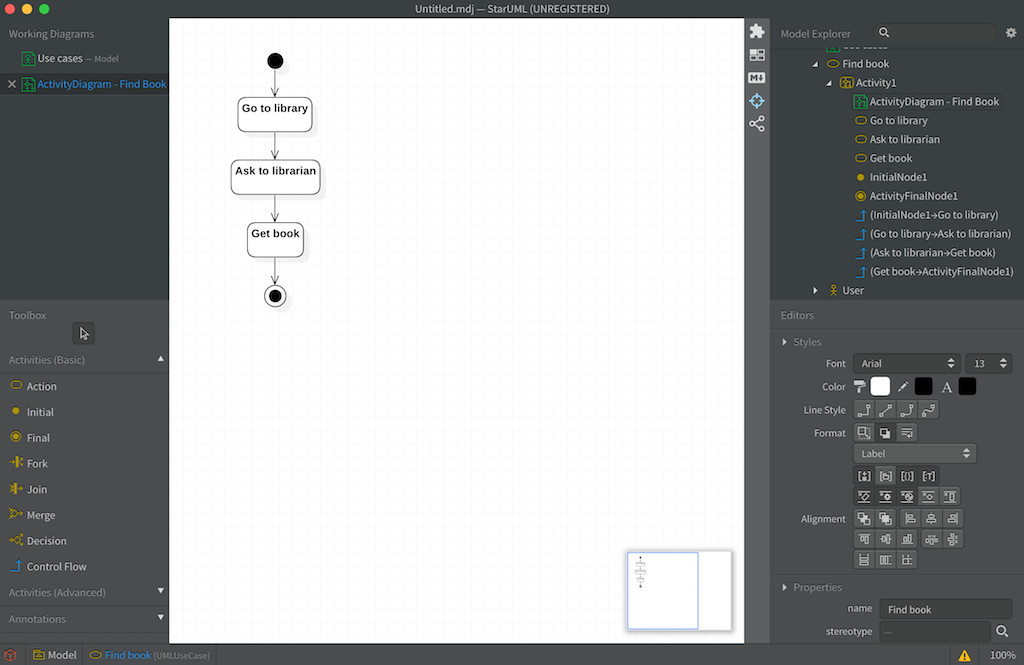 Untitled.mdj — StarUML (UNREGISTERED)
Working Diagrams
Use cases — Model
ActivityDiagram - Find Book
Toolbox
Activities (Basic)
Action
Initial
Final
Fork
Join
Merge
Decision
Control Flow
Activities (Advanced)
Annotations
Go to library
Ask to librarian
Get book
M
Model Explorer
Use cases
Find book
Activity1
ActivityDiagram - Find Book
Go to library
Ask to librarian
Get book
InitialNode1
ActivityFinalNode1
(InitialNode1→Go to library)
(Go to library→Ask to librarian)
(Ask to librarian→Get book)
(Get book→ActivityFinalNode1)
User
Editors
Styles
Font Arial 13
Color A
Line Style
Format
Label
Alignment
Properties
name Find book
stereotype —
Model Find book [UMLUseCase] 100%